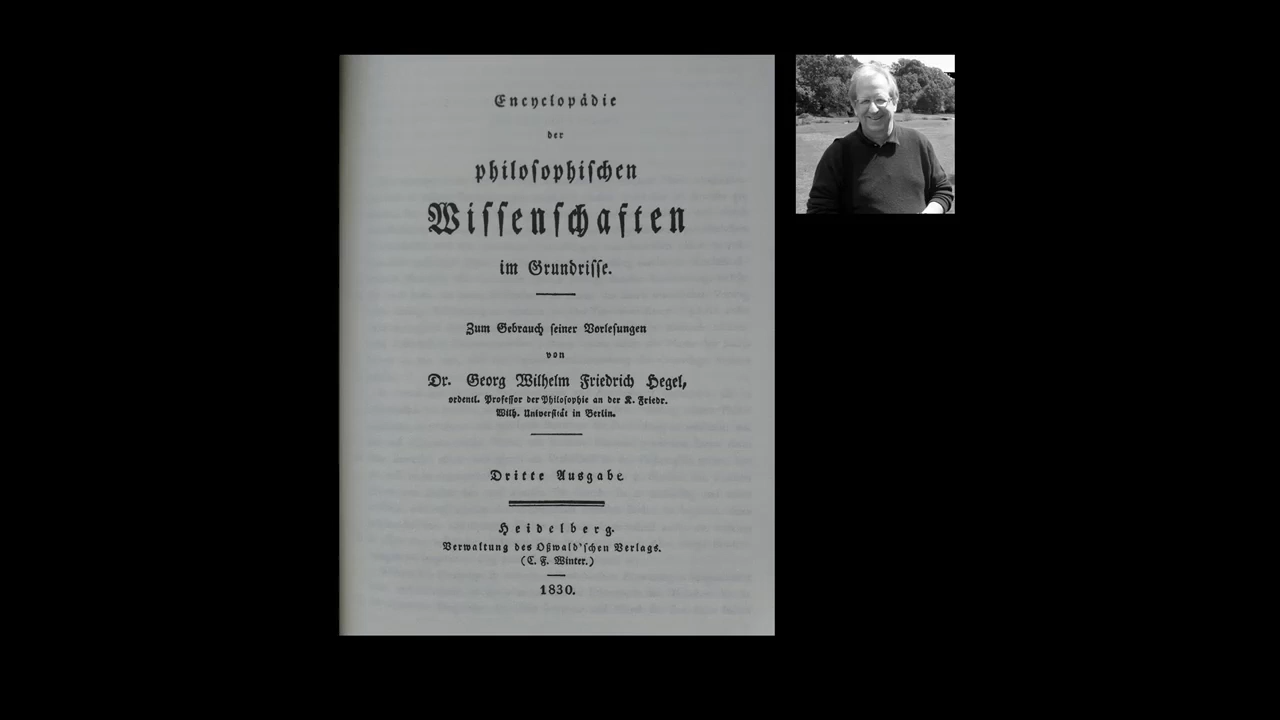 Encyclopädie
der
philoſophiſchen
Wiſſenſchaften
im Grundriſſe.
Zum Gebrauch ſeiner Vorleſungen
von
Dr. Georg Wilhelm Friedrich Hegel,
ordentl. Profeſſor der Philoſophie an der K. Friedr.
Wilh. Univerſität in Berlin.
Dritte Ausgabe
Heidelberg.
Verwaltung des Oßwald'ſchen Verlags.
(C. F. Winter.)
1830.